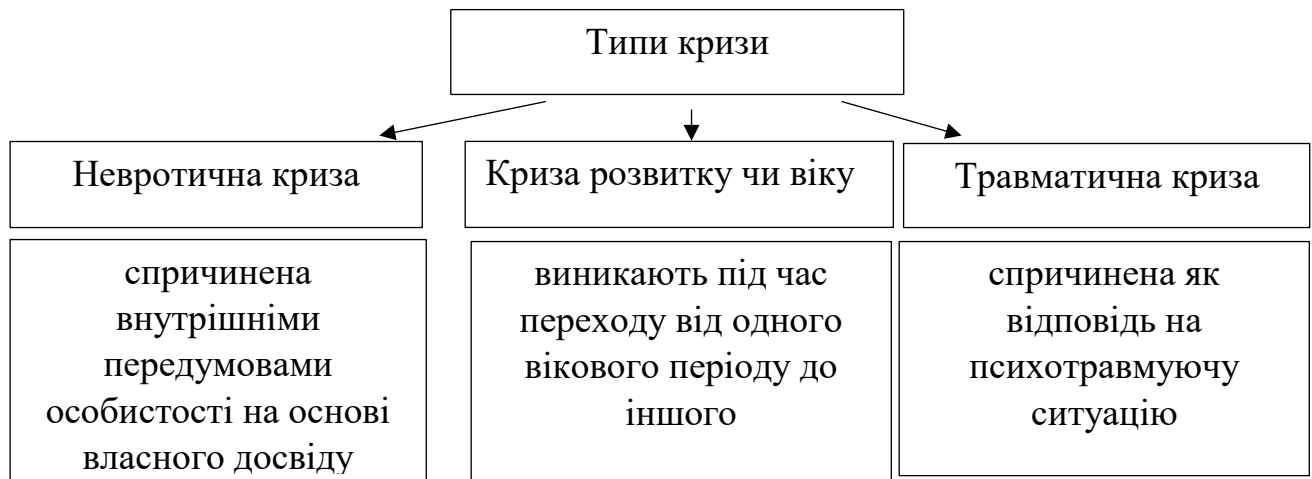 Типи кризи
Невротична криза
Криза розвитку чи віку
Травматична криза
спричинена
внутрішніми
передумовами
особистості на основі
власного досвіду
виникають під час
переходу від одного
вікового періоду до
іншого
спричинена як
відповідь на
психотравмуючу
ситуацію